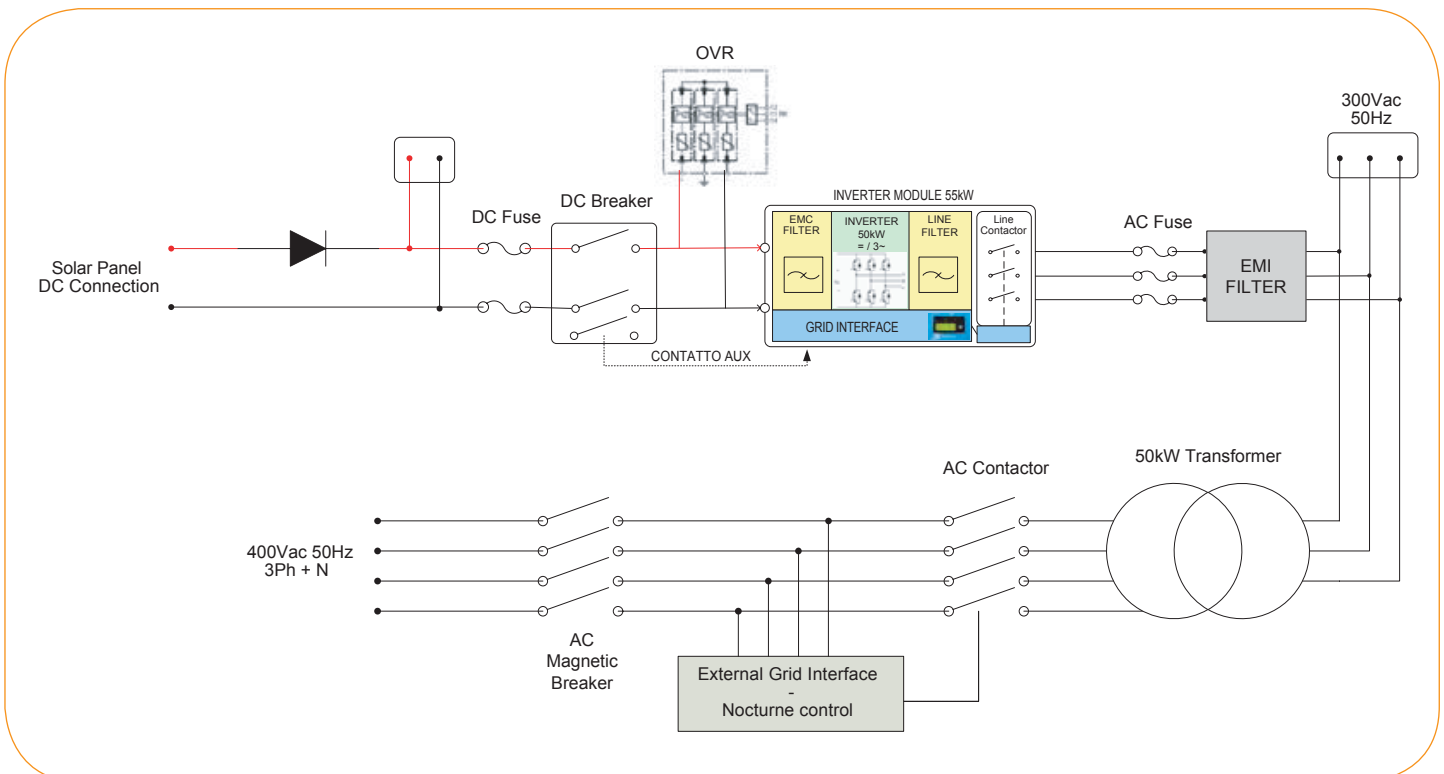 OVR
300Vac
50Hz
DC Fuse
DC Breaker
INVERTER MODULE 55kW
EMC
FILTER
INVERTER
50kW
= / 3~
LINE
FILTER
Line
Contactor
AC Fuse
Solar Panel
DC Connection
EMI
FILTER
GRID INTERFACE
CONTATTO AUX
50kW Transformer
AC Contactor
400Vac 50Hz
3Ph + N
AC
Magnetic
Breaker
External Grid Interface
-
Nocturne control